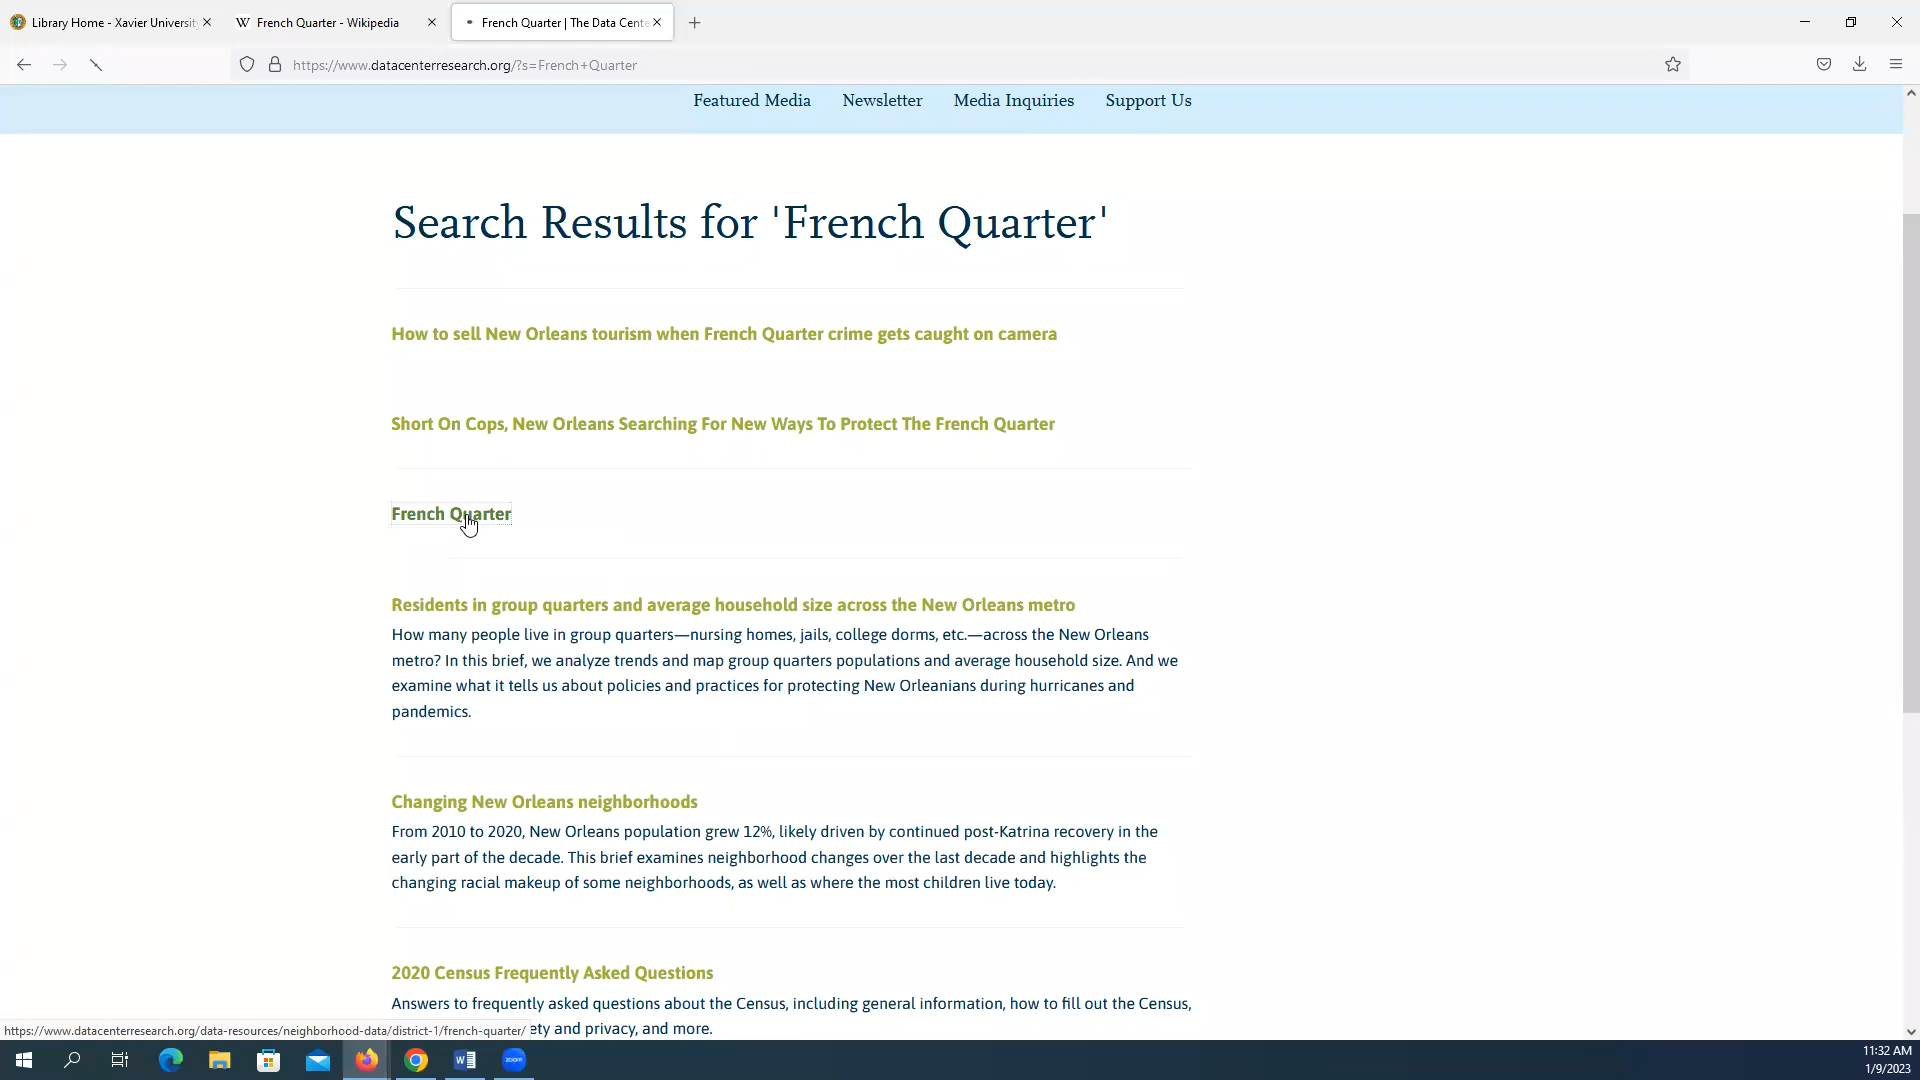 Library Home - Xavier University
French Quarter - Wikipedia
French Quarter | The Data Cente
https://www.datacenterresearch.org/?s=French+Quarter
Featured Media Newsletter Media Inquiries Support Us
Search Results for 'French Quarter'
How to sell New Orleans tourism when French Quarter crime gets caught on camera
Short On Cops, New Orleans Searching For New Ways To Protect The French Quarter
French Quarter
Residents in group quarters and average household size across the New Orleans metro
How many people live in group quarters—nursing homes, jails, college dorms, etc.—across the New Orleans
metro? In this brief, we analyze trends and map group quarters populations and average household size. And we
examine what it tells us about policies and practices for protecting New Orleanians during hurricanes and
pandemics.
Changing New Orleans neighborhoods
From 2010 to 2020, New Orleans population grew 12%, likely driven by continued post-Katrina recovery in the
early part of the decade. This brief examines neighborhood changes over the last decade and highlights the
changing racial makeup of some neighborhoods, as well as where the most children live today.
2020 Census Frequently Asked Questions
Answers to frequently asked questions about the Census, including general information, how to fill out the Census,
https://www.datacenterresearch.org/data-resources/neighborhood-data/district-1/french-quarter/ ety and privacy, and more.
zoom
11:32 AM
1/9/2023